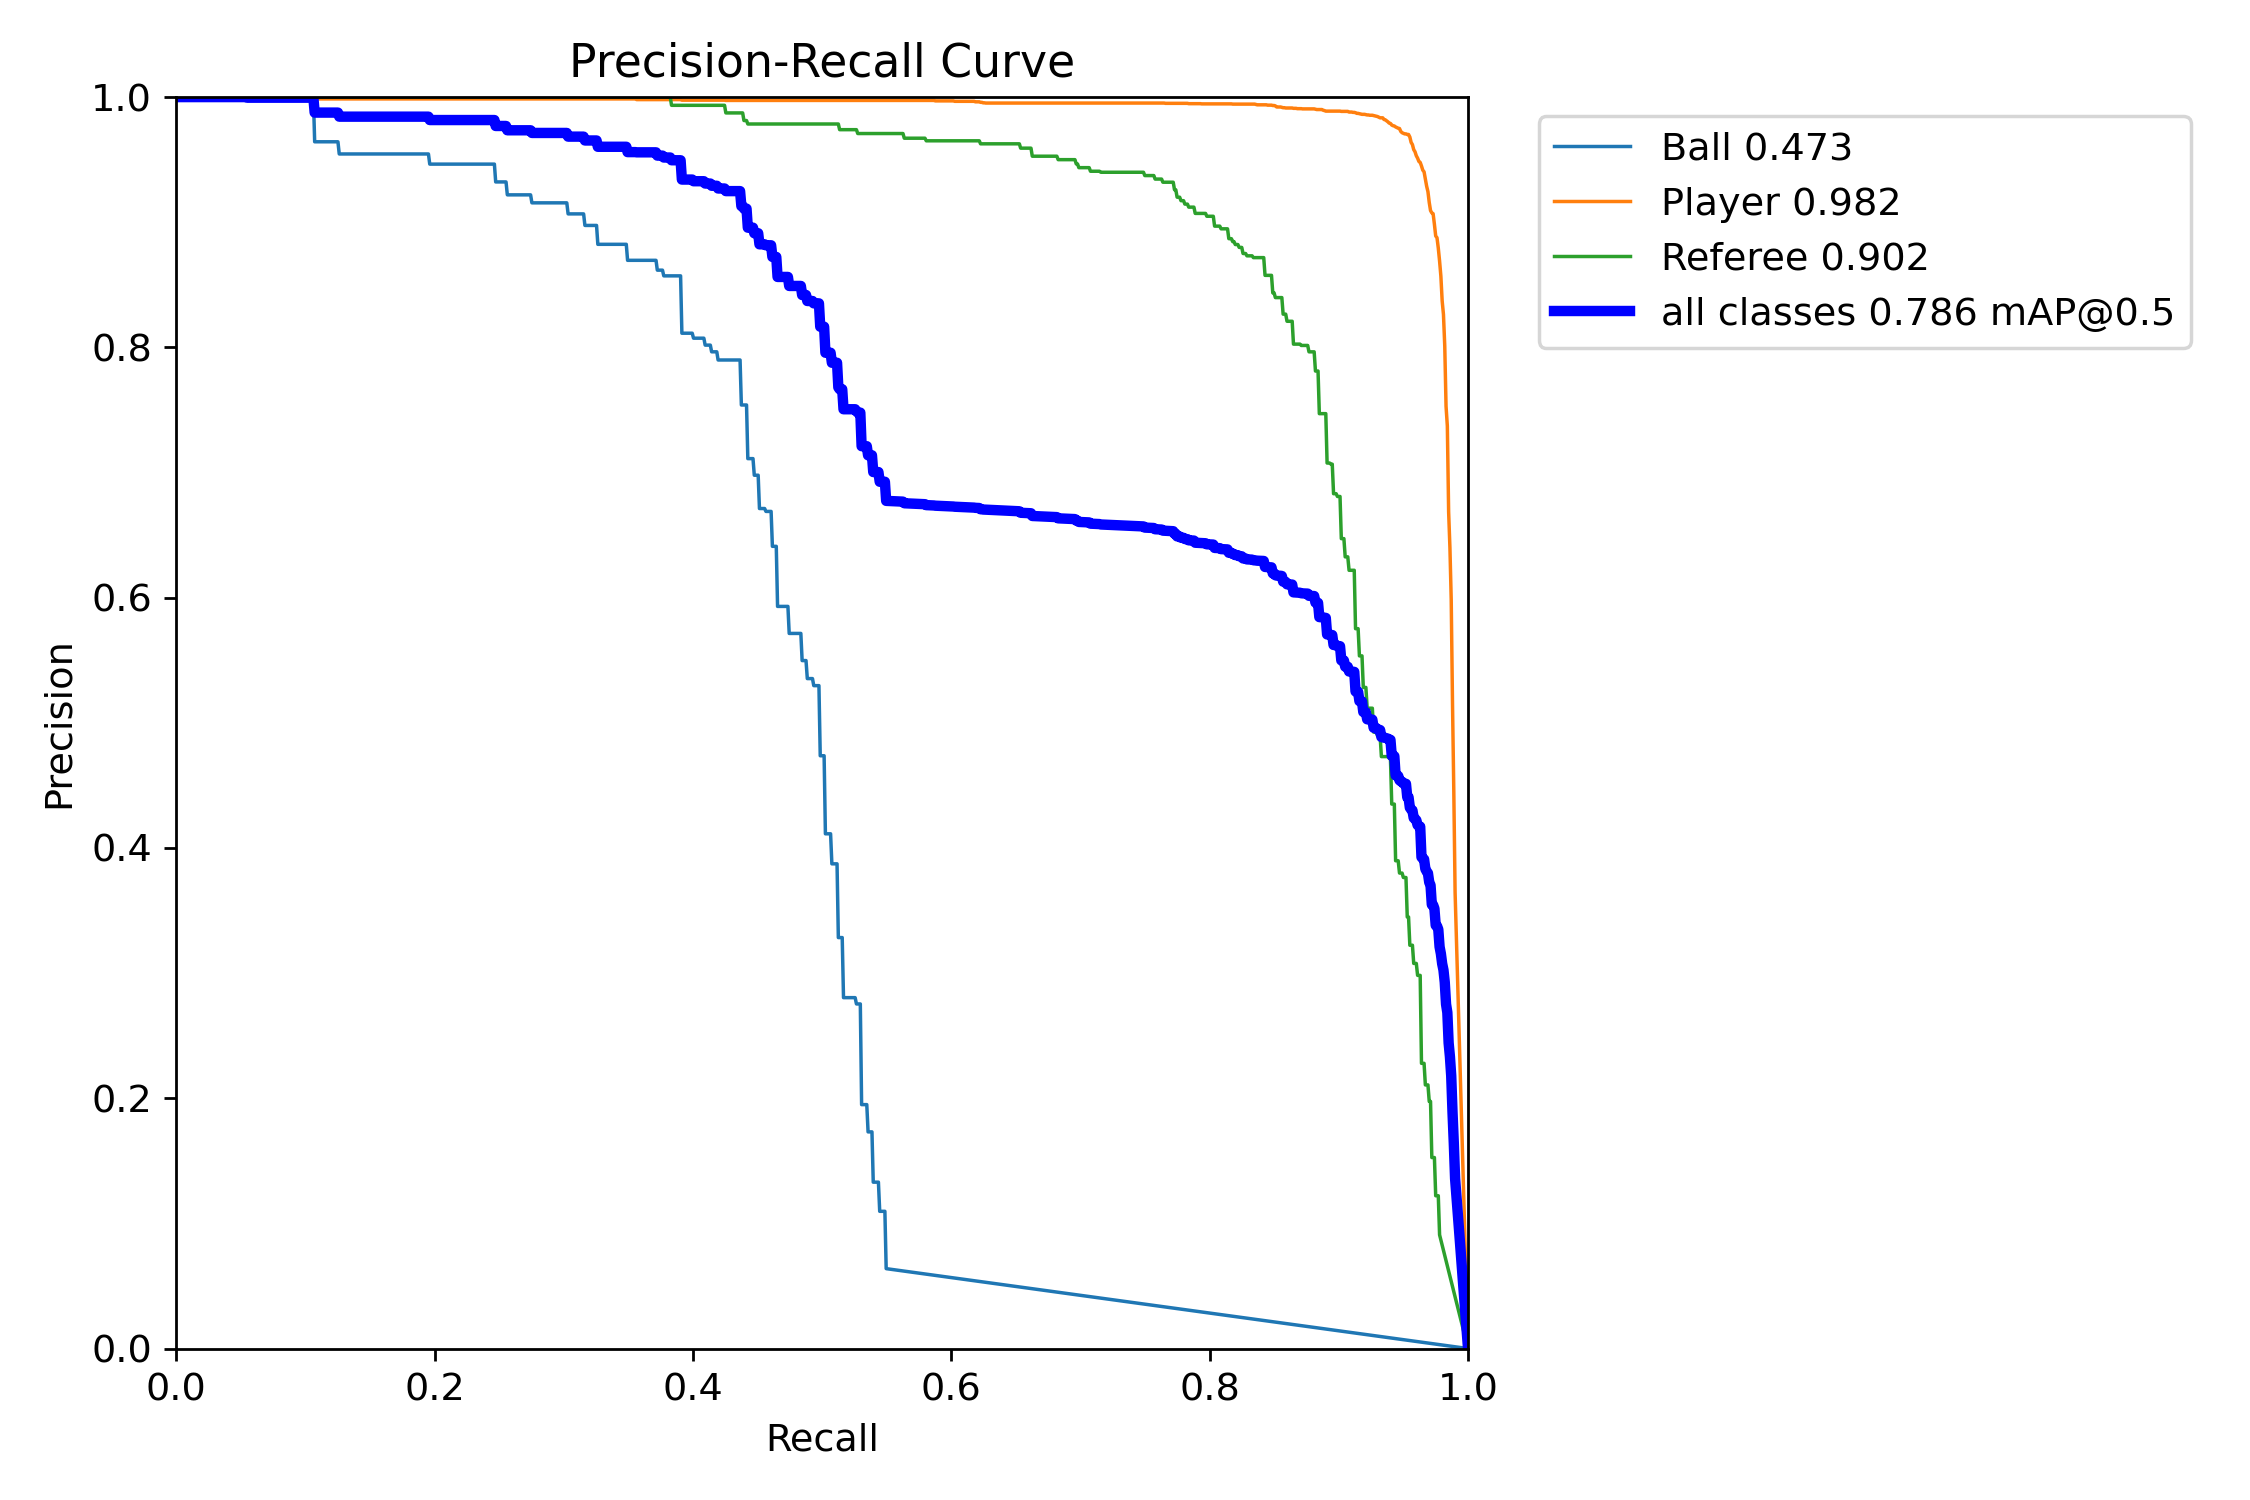 Precision-Recall Curve
1.0
0.8
0.6
0.4
0.2
0.0
Precision
0.0 0.2 0.4 0.6 0.8 1.0
Recall
Ball 0.473
Player 0.982
Referee 0.902
all classes 0.786 mAP@0.5